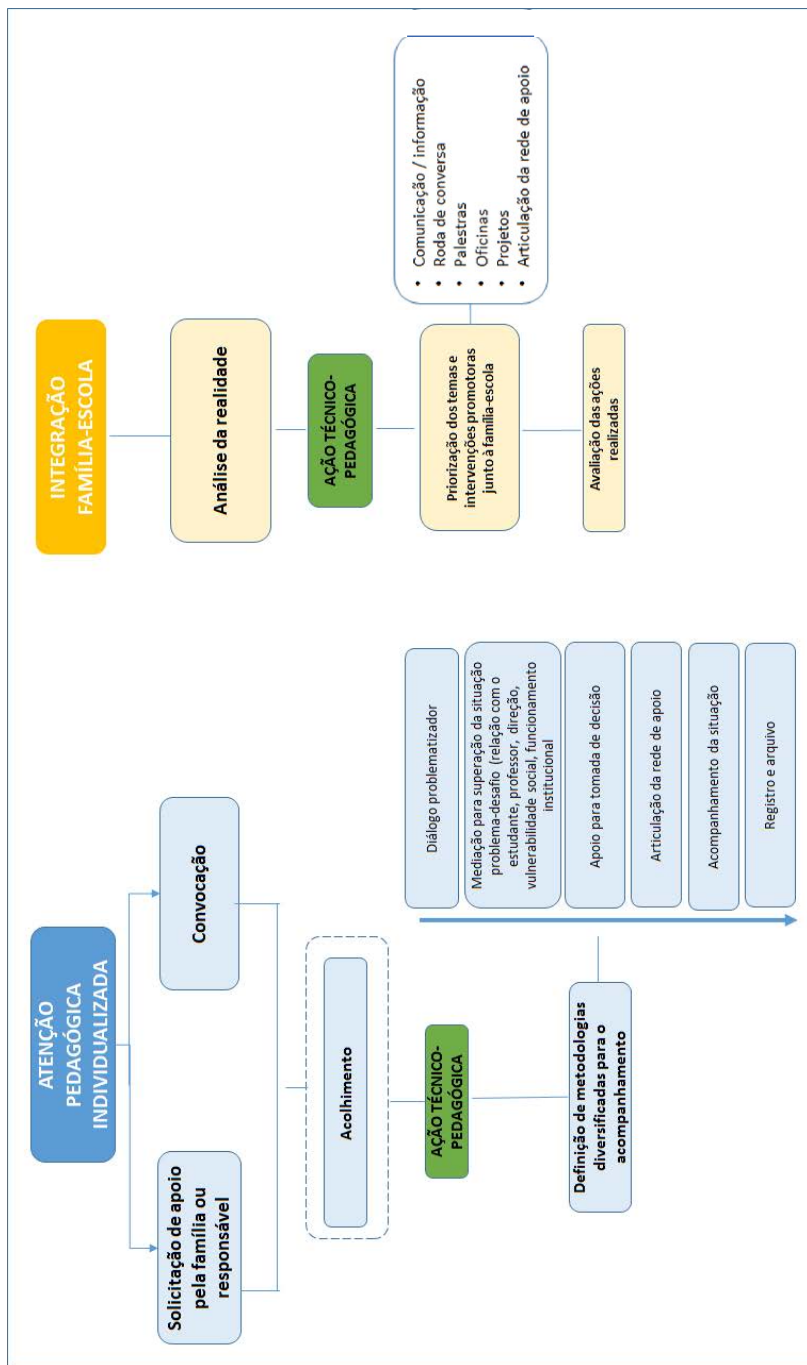 ATENÇÃO
PEDAGÓGICA
INDIVIDUALIZADA
Solicitação de apoio
pela família ou
responsável
Convocação
Acolhimento
AÇÃO TÉCNICO-
PEDAGÓGICA
Definição de metodologias
diversificadas para o
acompanhamento
Diálogo problematizador
Mediação para superação da situação
problema-desafio (relação com o
estudante, professor, direção,
vulnerabilidade social, funcionamento
institucional
Apoio para tomada de decisão
Articulação da rede de apoio
Acompanhamento da situação
Registro e arquivo
INTEGRAÇÃO
FAMÍLIA-ESCOLA
Análise da realidade
AÇÃO TÉCNICO-
PEDAGÓGICA
Priorização dos temas e
intervenções promotoras
junto à família-escola
• Comunicação / informação
• Roda de conversa
• Palestras
• Oficinas
• Projetos
• Articulação da rede de apoio
Avaliação das ações
realizadas